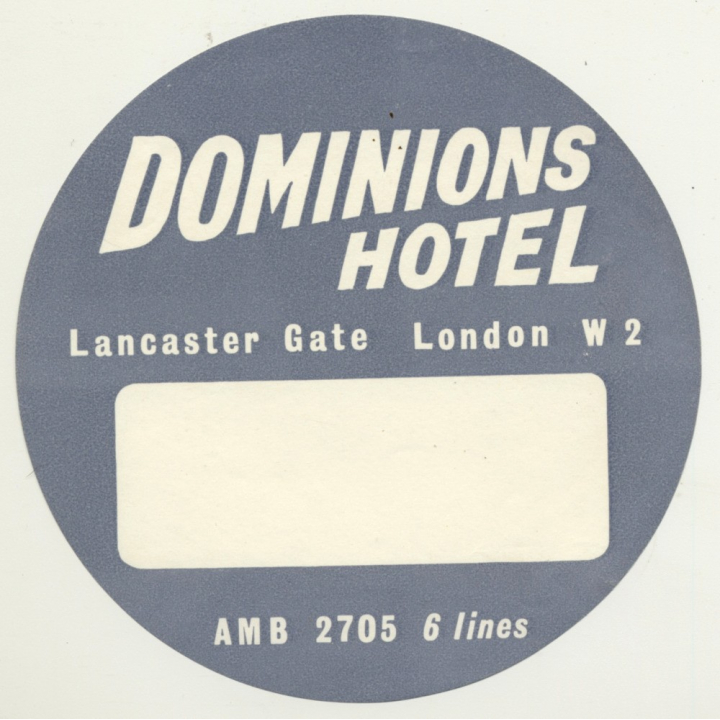 DOMINIONS
HOTEL
Lancaster Gate London W 2
AMB 2705 6 lines